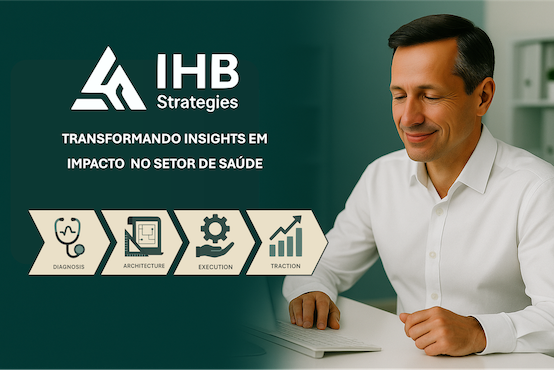 IHB
Strategies
TRANSFORMANDO INSIGHTS EM
IMPACTO NO SETOR DE SAÚDE
DIAGNOSIS
ARCHITECTURE
EXECUTION
TRACTION